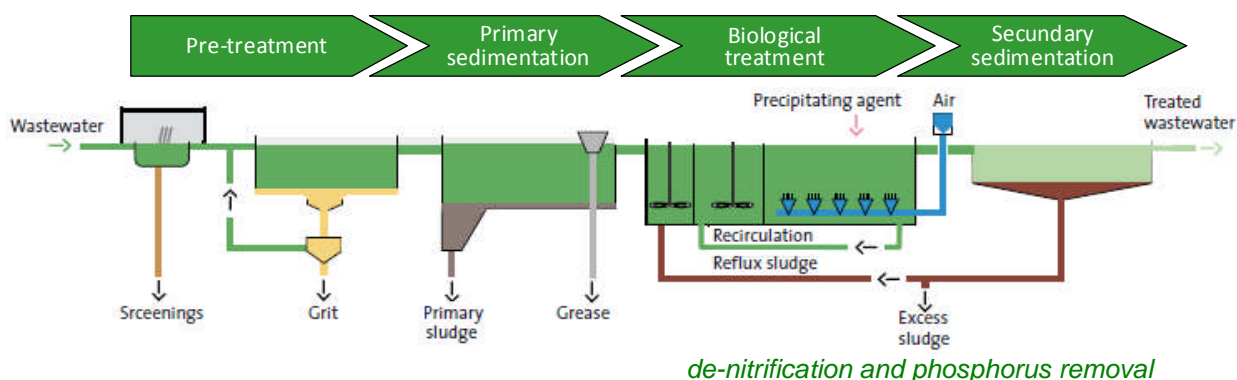 Pre-treatment
Primary
sedimentation
Biological
treatment
Secundary
sedimentation
Wastewater
Precipitating agent
Air
Treated
wastewater
Recirculation
Reflux sludge
Srceenings
Grit
Primary
sludge
Grease
Excess
sludge
de-nitrification and phosphorus removal